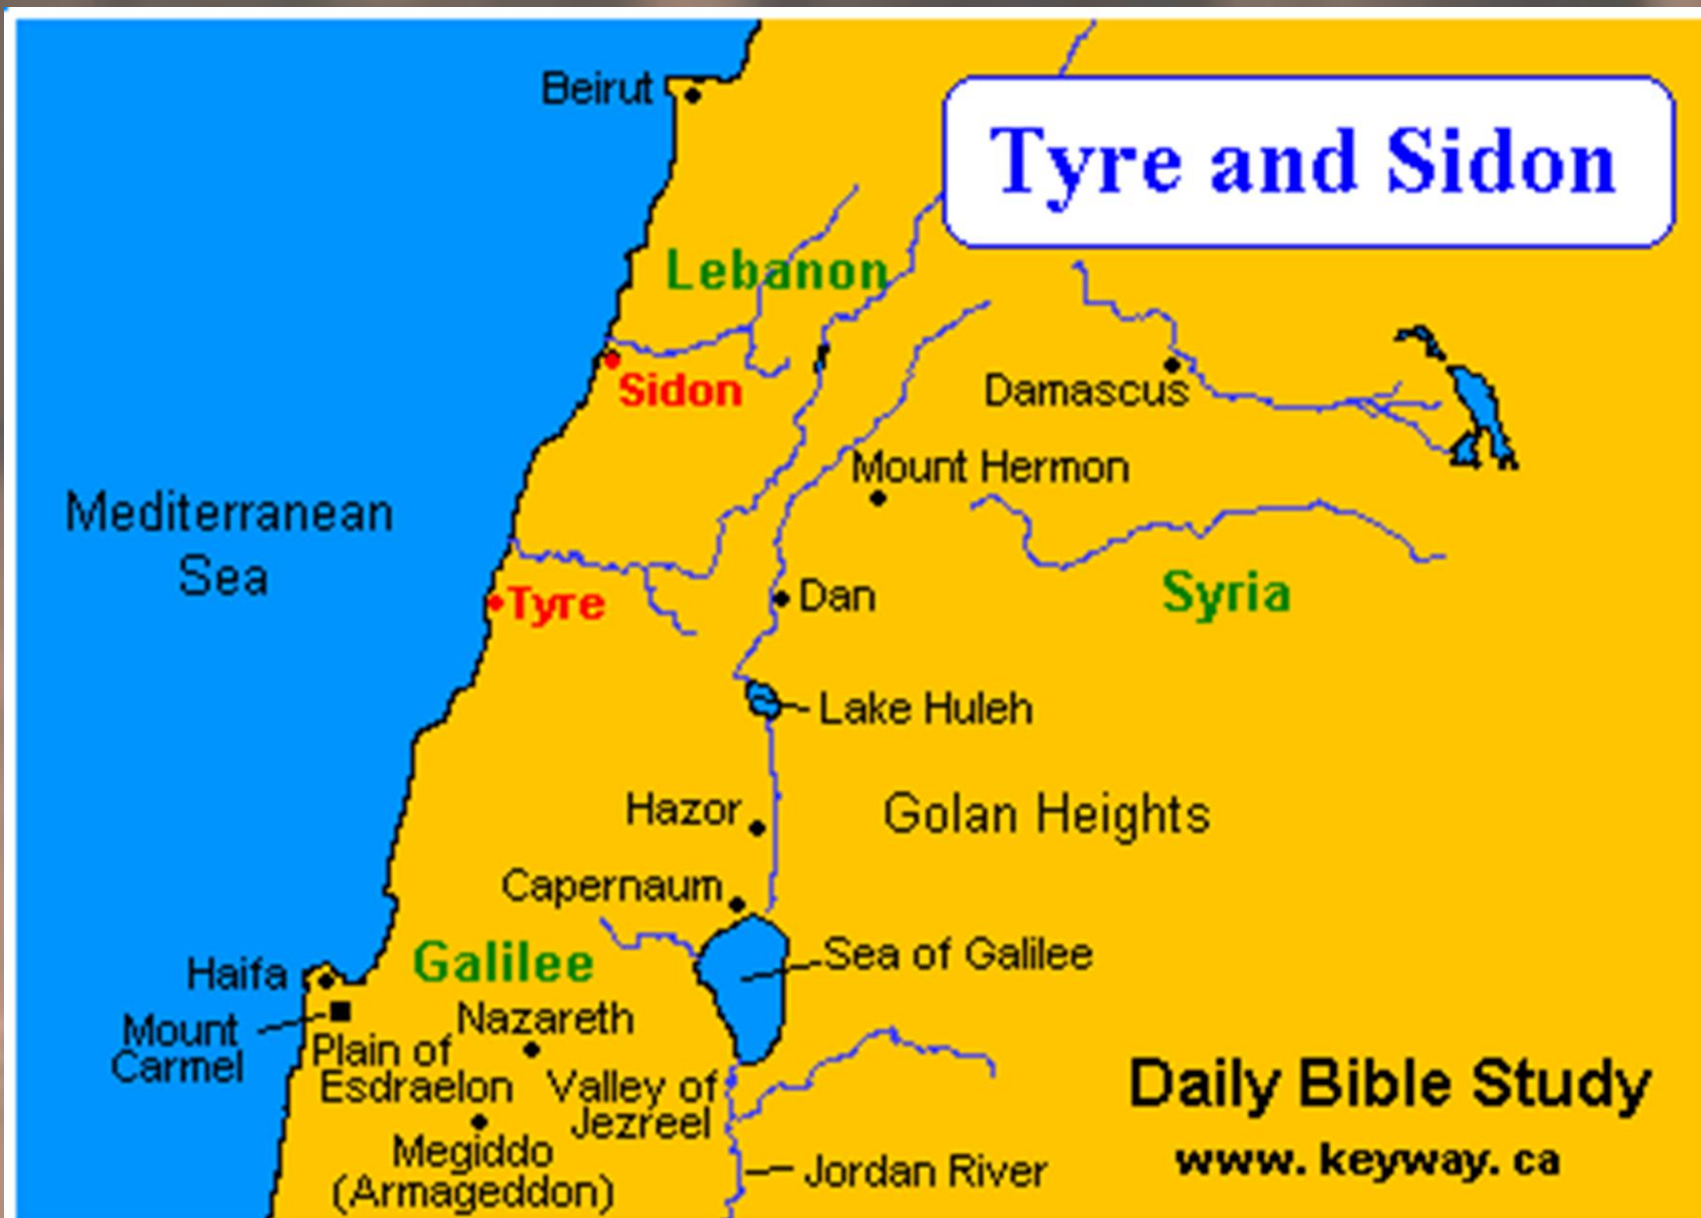 Beirut
Tyre and Sidon
Lebanon
Sidon
Damascus
Mount Hermon
Mediterranean
Sea
Syria
Tyre
Dan
Lake Huleh
Hazor
Golan Heights
Capernaum
Sea of Galilee
Galilee
Haifa
Mount
Carmel
Nazareth
Plain of
Esdraelon
Valley of
Jezreel
Megiddo
(Armageddon)
Jordan River
Daily Bible Study
www. keyway. ca